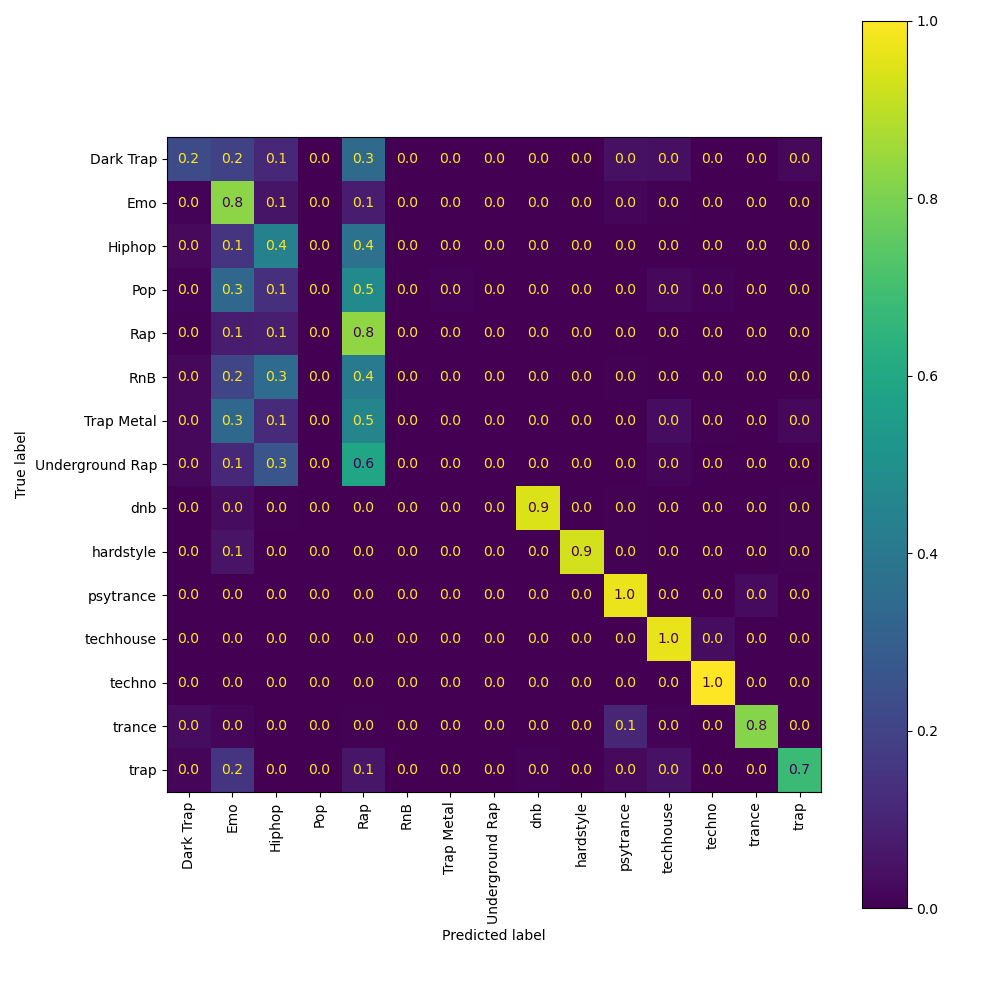 1.0
Dark Trap 0.2 0.2 0.1 0.0 0.3 0.0 0.0 0.0 0.0 0.0 0.0 0.0 0.0 0.0 0.0
Emo 0.0 0.8 0.1 0.0 0.1 0.0 0.0 0.0 0.0 0.0 0.0 0.0 0.0 0.0 0.0
0.8
Hiphop 0.0 0.1 0.4 0.0 0.4 0.0 0.0 0.0 0.0 0.0 0.0 0.0 0.0 0.0 0.0
Pop 0.0 0.3 0.1 0.0 0.5 0.0 0.0 0.0 0.0 0.0 0.0 0.0 0.0 0.0 0.0
Rap 0.0 0.1 0.1 0.0 0.8 0.0 0.0 0.0 0.0 0.0 0.0 0.0 0.0 0.0 0.0
RnB 0.0 0.2 0.3 0.0 0.4 0.0 0.0 0.0 0.0 0.0 0.0 0.0 0.0 0.0 0.0
0.6
Trap Metal 0.0 0.3 0.1 0.0 0.5 0.0 0.0 0.0 0.0 0.0 0.0 0.0 0.0 0.0 0.0
True label
Underground Rap 0.0 0.1 0.3 0.0 0.6 0.0 0.0 0.0 0.0 0.0 0.0 0.0 0.0 0.0 0.0
dnb 0.0 0.0 0.0 0.0 0.0 0.0 0.0 0.0 0.9 0.0 0.0 0.0 0.0 0.0 0.0
hardstyle 0.0 0.1 0.0 0.0 0.0 0.0 0.0 0.0 0.0 0.9 0.0 0.0 0.0 0.0 0.0
0.4
psytrance 0.0 0.0 0.0 0.0 0.0 0.0 0.0 0.0 0.0 0.0 1.0 0.0 0.0 0.0 0.0
techhouse 0.0 0.0 0.0 0.0 0.0 0.0 0.0 0.0 0.0 0.0 0.0 1.0 0.0 0.0 0.0
techno 0.0 0.0 0.0 0.0 0.0 0.0 0.0 0.0 0.0 0.0 0.0 0.0 1.0 0.0 0.0
trance 0.0 0.0 0.0 0.0 0.0 0.0 0.0 0.0 0.0 0.0 0.1 0.0 0.0 0.8 0.0
0.2
trap 0.0 0.2 0.0 0.0 0.1 0.0 0.0 0.0 0.0 0.0 0.0 0.0 0.0 0.0 0.7
Dark Trap
Emo
Hiphop
Pop
Rap
RnB
Trap Metal
Underground Rap
dnb
hardstyle
psytrance
techhouse
techno
trance
trap
0.0
Predicted label